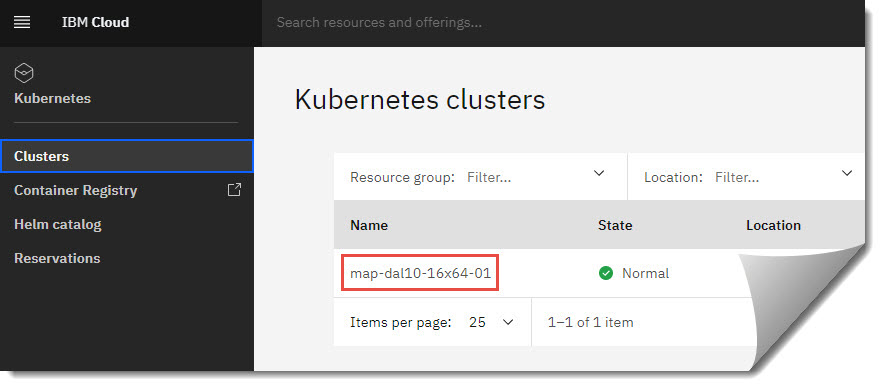 IBM Cloud
Search resources and offerings...
Kubernetes
Clusters
Container Registry
Helm catalog
Reservations
Kubernetes clusters
Resource group: Filter...
Location: Filter...
Name State Location
map-dal10-16x64-01 Normal
Items per page: 25 1–1 of 1 item